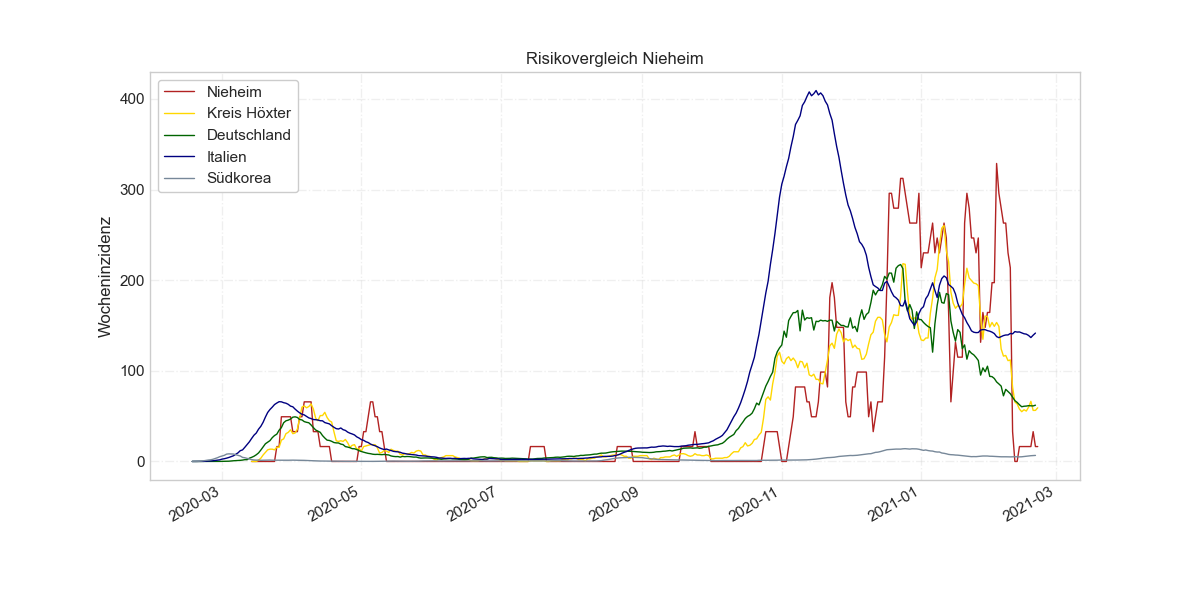 Risikovergleich Nieheim
Nieheim
Kreis Höxter
Deutschland
Italien
Südkorea
Wocheninzidenz
400
300
200
100
0
2020-03
2020-05
2020-07
2020-09
2020-11
2021-01
2021-03